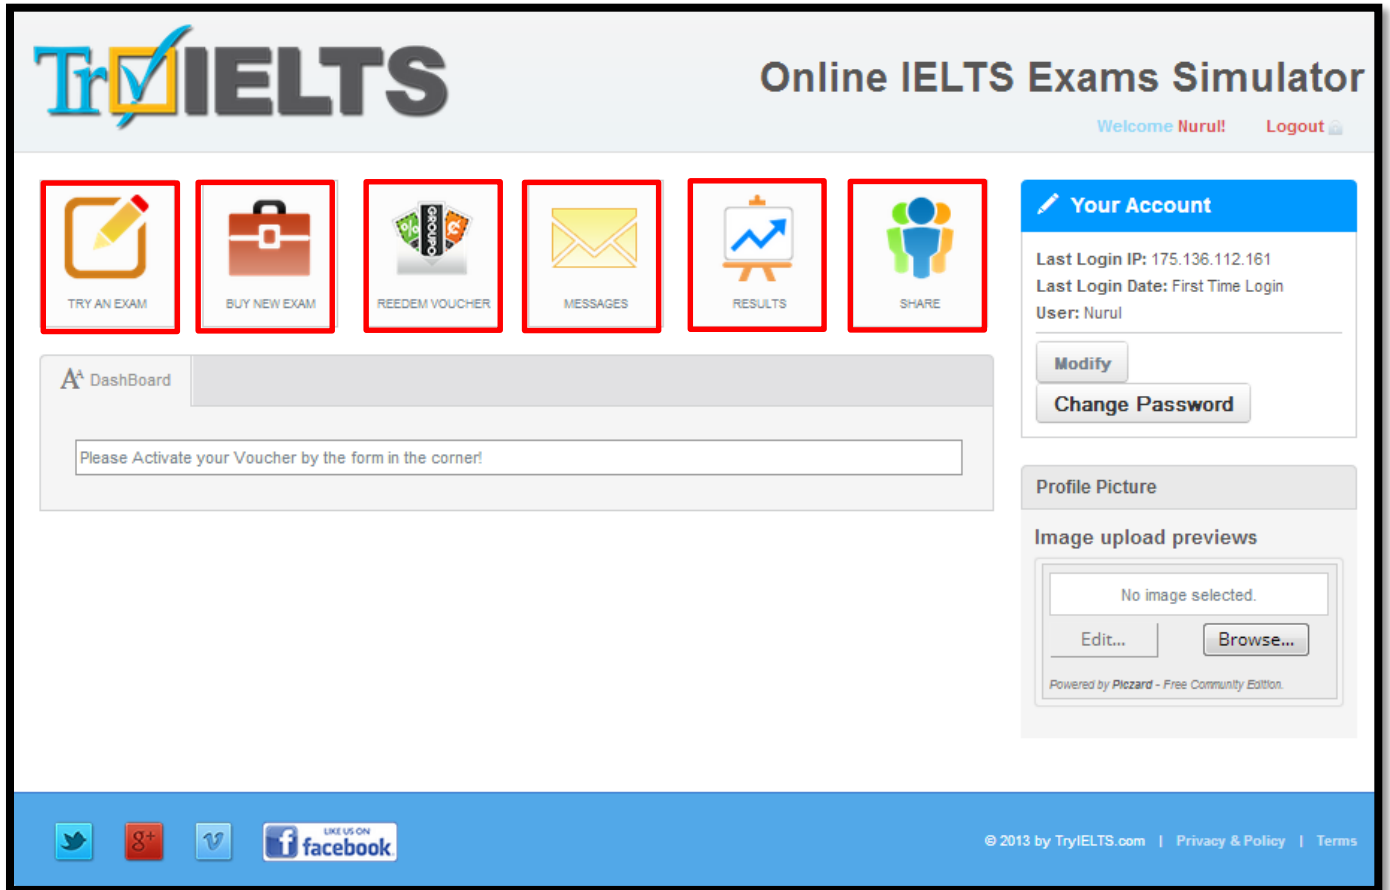 TryIELTS
Online IELTS Exams Simulator
Welcome Nurul! Logout
TRY AN EXAM
BUY NEW EXAM
REEDEM VOUCHER
% GROUPO ¢
MESSAGES
RESULTS
SHARE
DashBoard
Please Activate your Voucher by the form in the corner!
Your Account
Last Login IP: 175.136.112.161
Last Login Date: First Time Login
User: Nurul
Modify
Change Password
Profile Picture
Image upload previews
No image selected.
Edit... Browse...
Powered by Piczard - Free Community Edition.
g+
v
f LIKE US ON
facebook
© 2013 by TryIELTS.com | Privacy & Policy | Terms